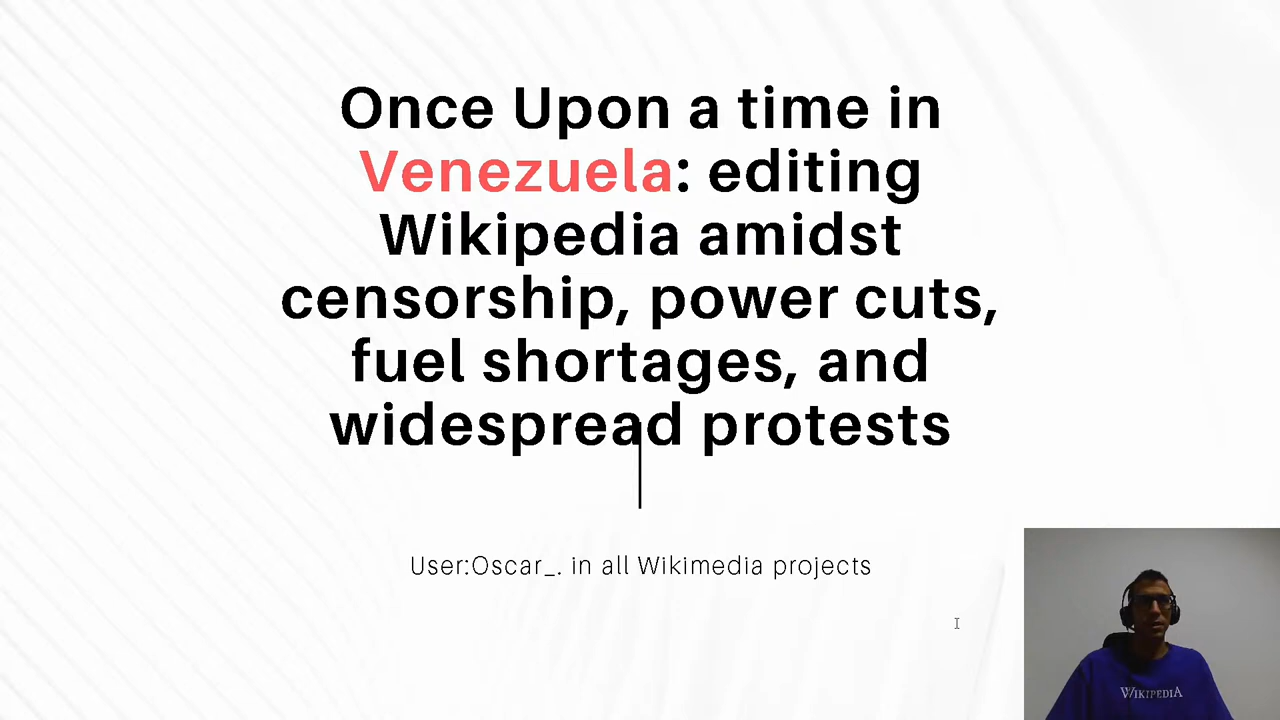 Once Upon a time in
Venezuela: editing
Wikipedia amidst
censorship, power cuts,
fuel shortages, and
widespread protests
User:Oscar_. in all Wikimedia projects
WIKIPEDIA